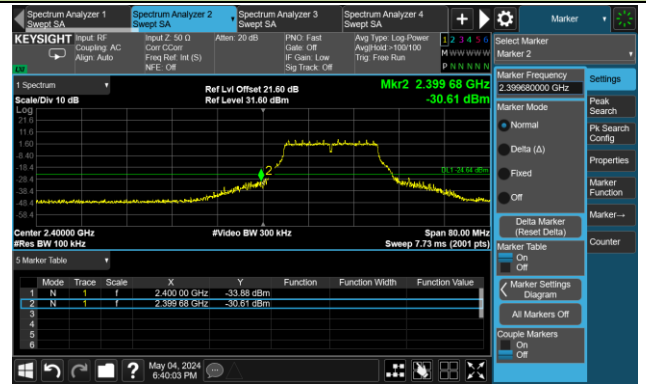 Spectrum Analyzer 1
Swept SA
Spectrum Analyzer 2
Swept SA
Spectrum Analyzer 3
Swept SA
Spectrum Analyzer 4
Swept SA
+
Marker
KEYSIGHT
Input: RF
Coupling: AC
Align: Auto
Input Z: 50 Ω
Corr CCorr
Freq Ref: Int (S)
NFE: Off
Atten: 20 dB
PNO: Fast
Gate: Off
IF Gain: Low
Sig Track: Off
Avg Type: Log-Power
Avg|Hold:>100/100
Trig: Free Run
1 2 3 4 5 6
M W W W W W
P N N N N N
Select Marker
Marker 2
1 Spectrum
Ref Lvl Offset 21.60 dB
Mkr2 2.399 68 GHz
Scale/Div 10 dB
Ref Level 31.60 dBm
-30.61 dBm
Log
21.6
11.6
1.60
-8.40
-18.4
-28.4
-38.4
-48.4
-58.4
2
DL1 -24.64 dBm
Center 2.40000 GHz
#Video BW 300 kHz
Span 80.00 MHz
#Res BW 100 kHz
Sweep 7.73 ms (2001 pts)
5 Marker Table
Mode Trace Scale X Y Function Function Width Function Value
1 N 1 f 2.400 00 GHz -33.88 dBm
2 N 1 f 2.399 68 GHz -30.61 dBm
3
4
5
6
Marker Frequency
2.399680000 GHz
Marker Mode
Normal
Delta (Δ)
Fixed
Off
Delta Marker
(Reset Delta)
Marker Table
On
Off
Marker Settings
Diagram
All Markers Off
Couple Markers
On
Off
Settings
Peak
Search
Pk Search
Config
Properties
Marker
Function
Marker→
Counter
?
May 04, 2024
6:40:03 PM